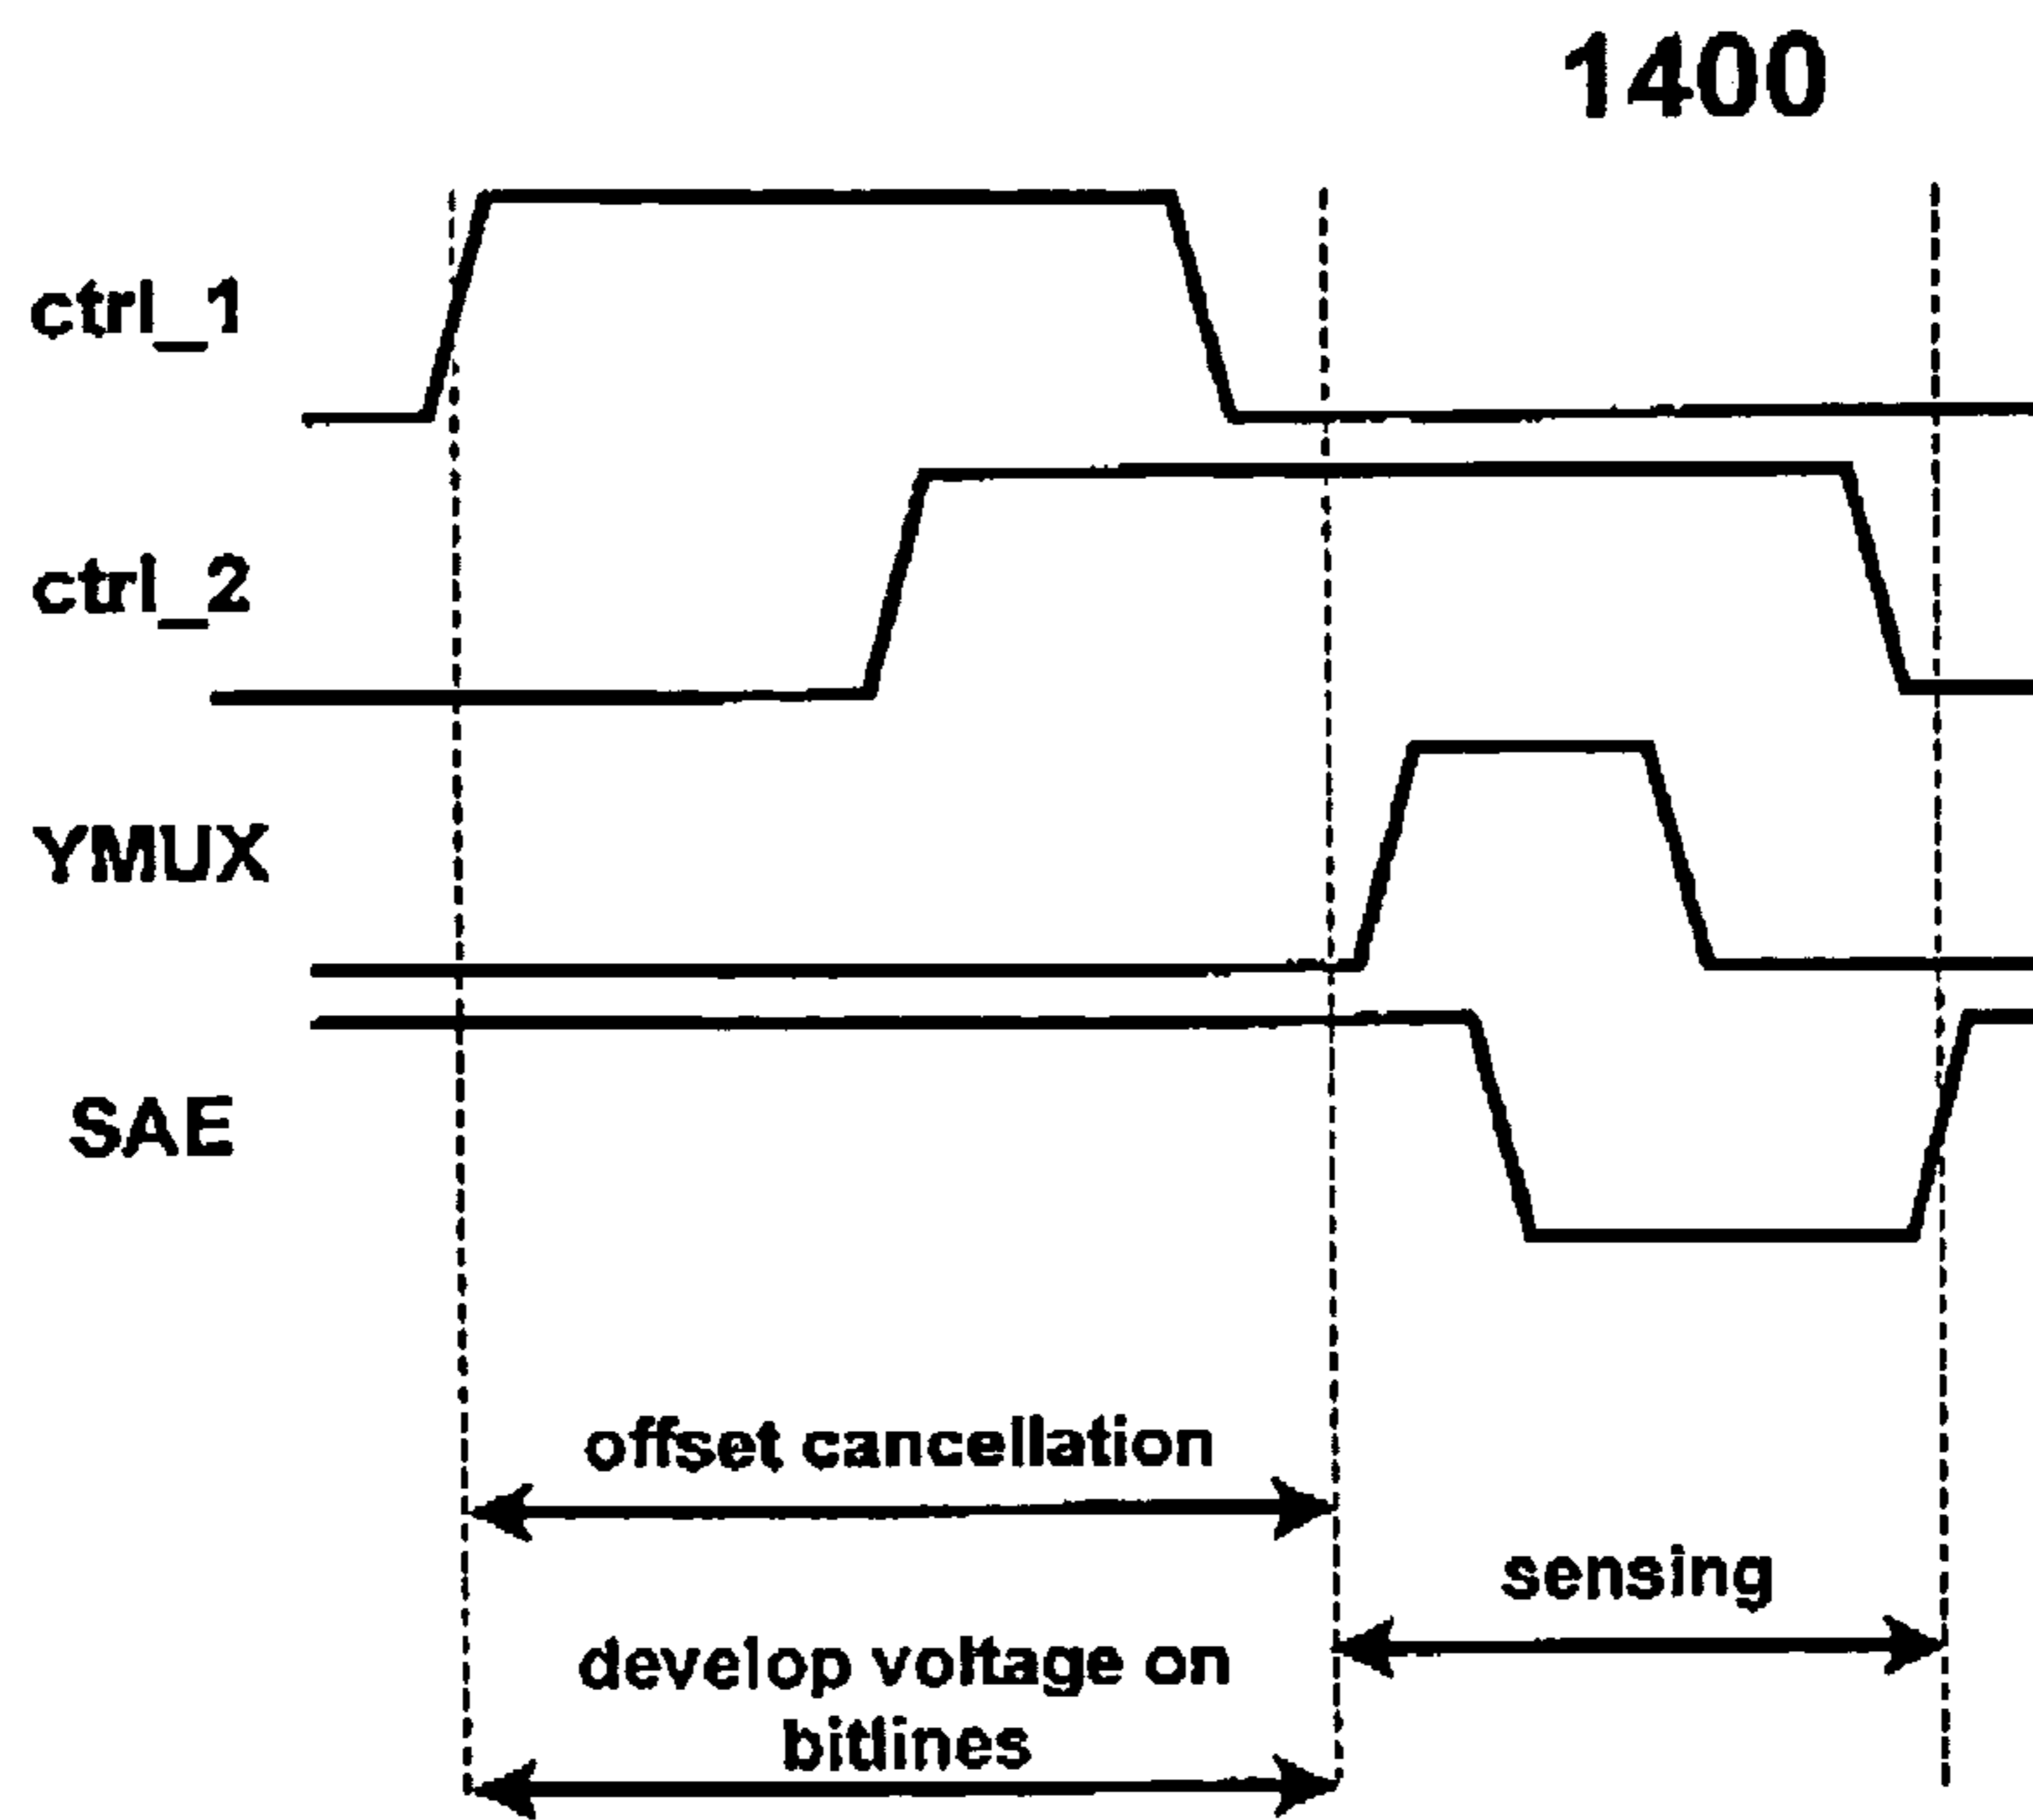 1400
ctrl_1
ctrl_2
YMUX
SAE
offset cancellation
sensing
develop voltage on
bitlines